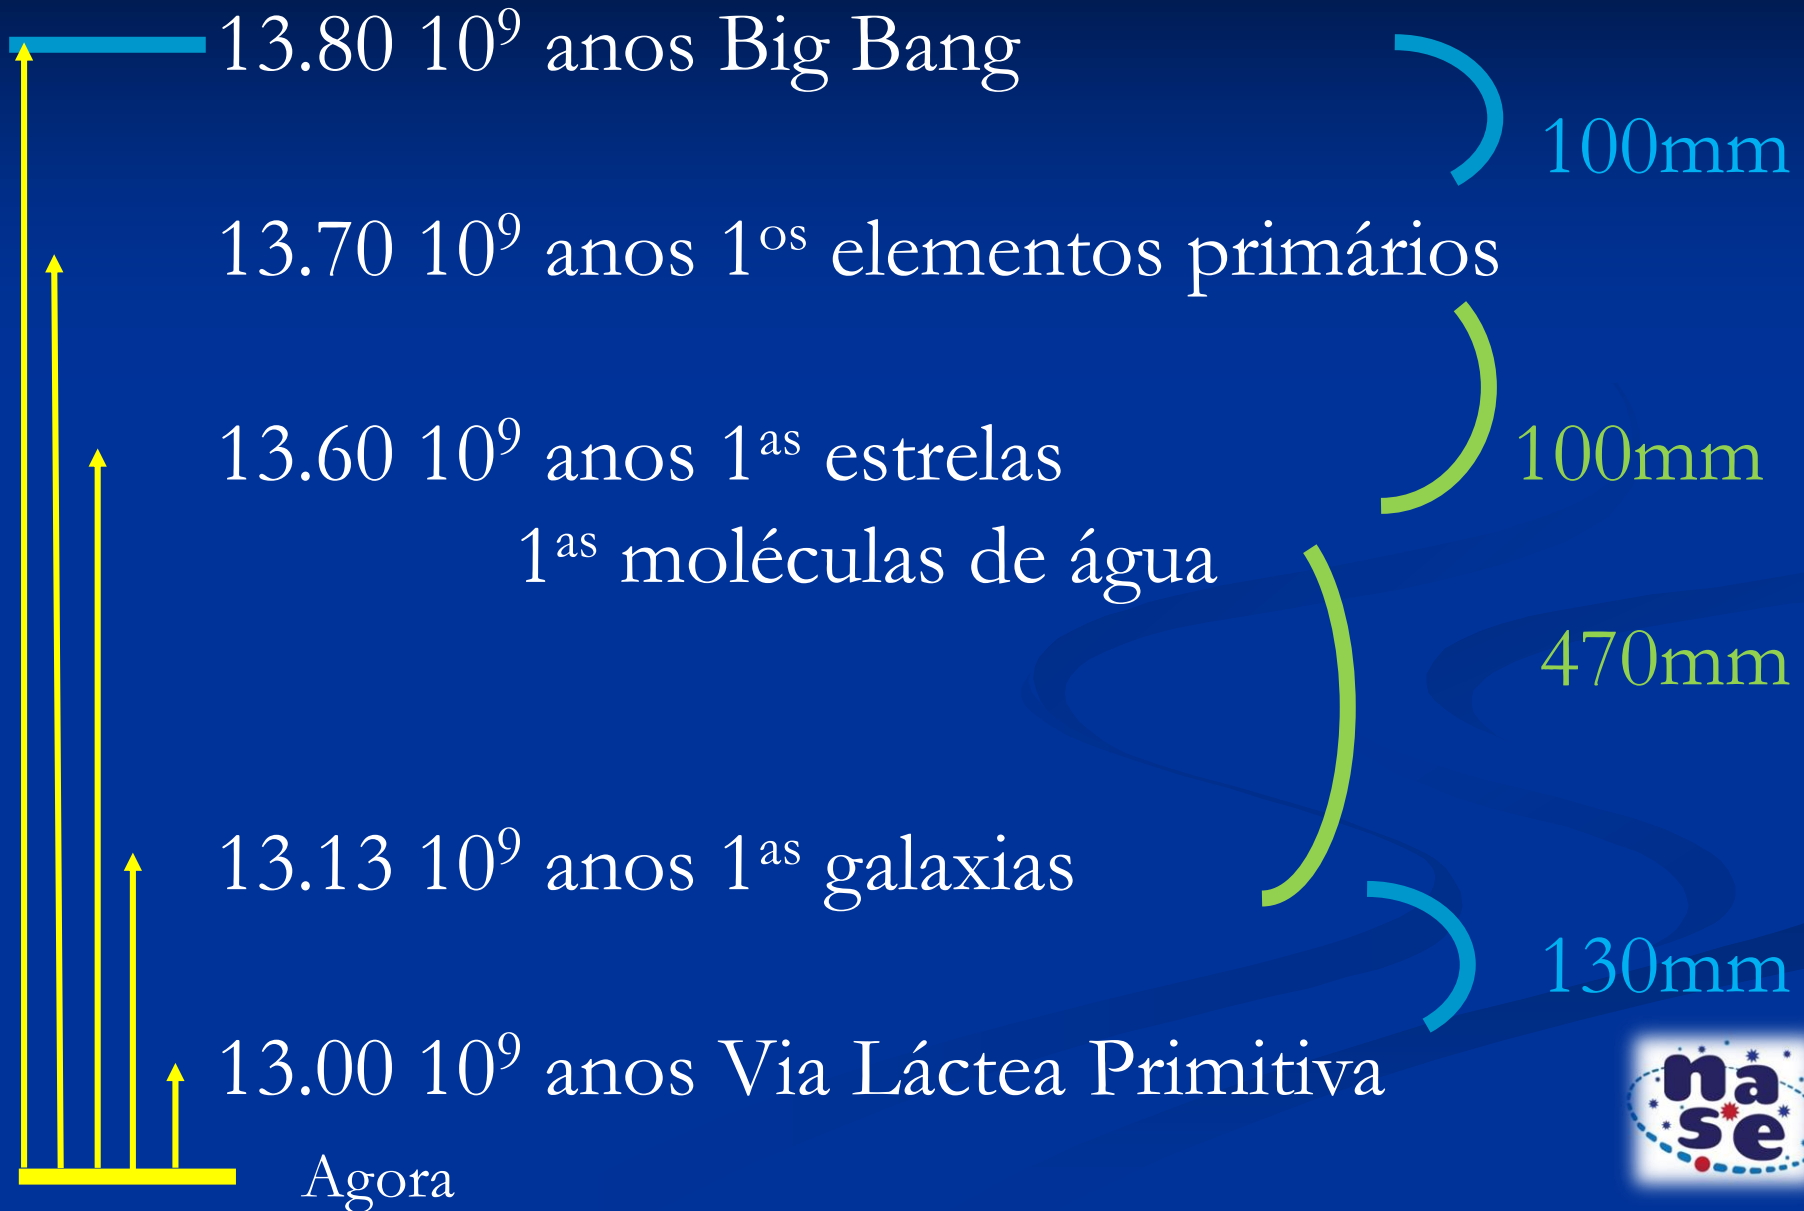 13.80 10⁹ anos Big Bang
100mm
13.70 10⁹ anos 1ᵒˢ elementos primários
13.60 10⁹ anos 1ᵃˢ estrelas
100mm
1ᵃˢ moléculas de água
470mm
13.13 10⁹ anos 1ᵃˢ galaxias
130mm
13.00 10⁹ anos Via Láctea Primitiva
Agora
na
se